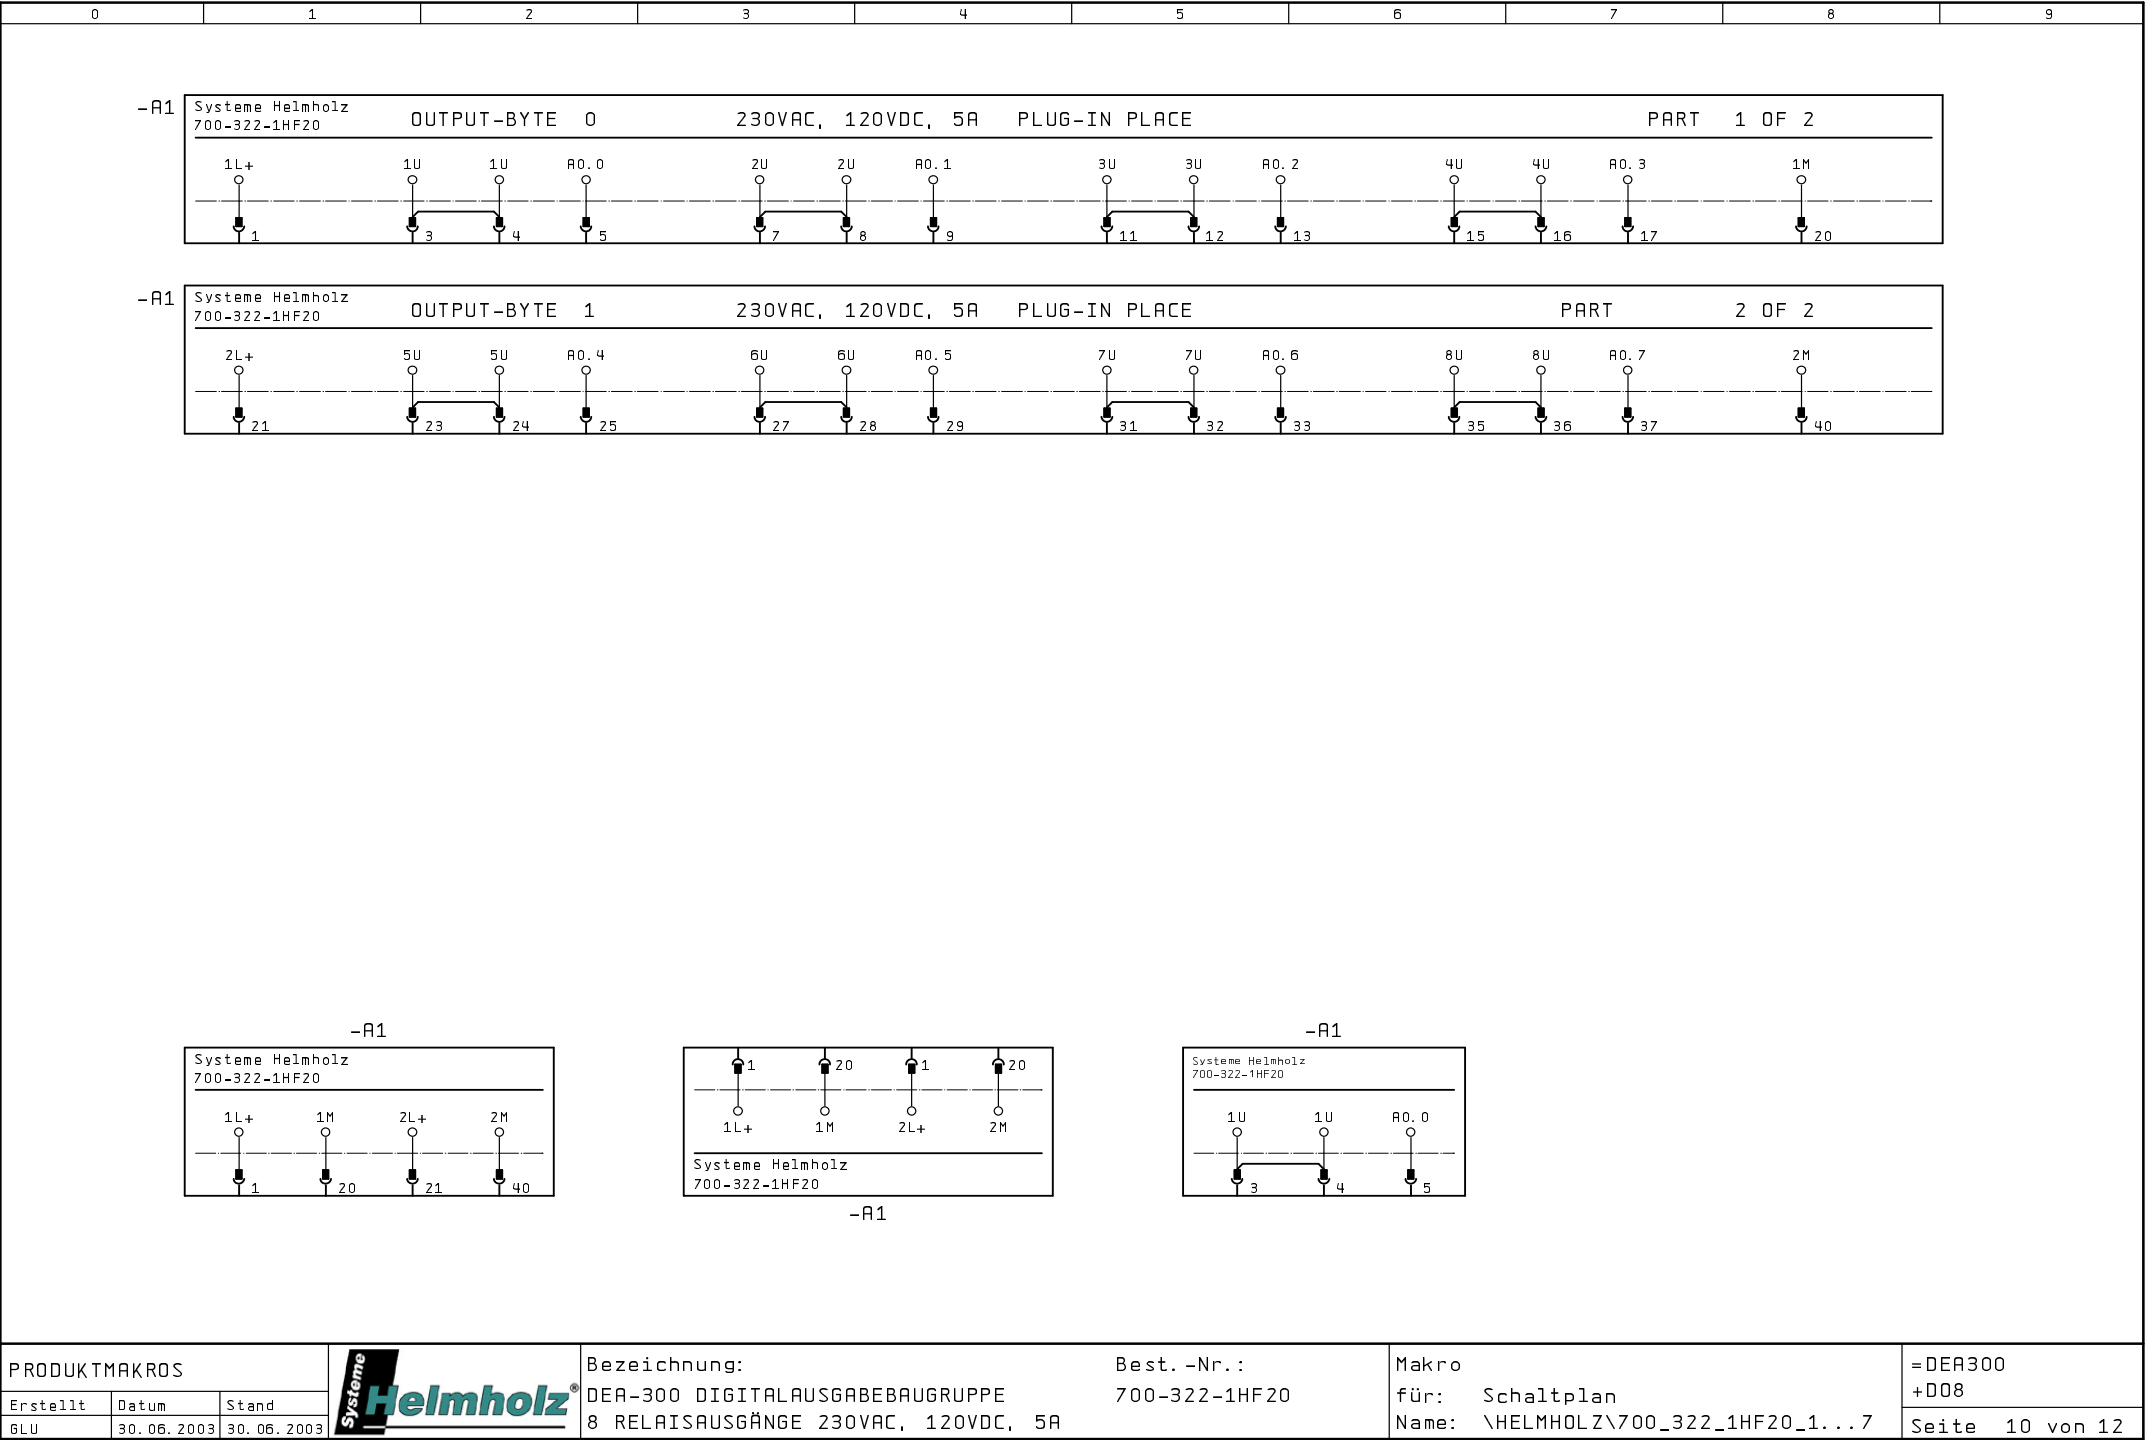 0 1 2 3 4 5 6 7 8 9
-A1 Systeme Helmholz
700-322-1HF20 OUTPUT-BYTE 0 230VAC, 120VDC, 5A PLUG-IN PLACE PART 1 OF 2
1L+ 1U 1U A0.0 2U 2U A0.1 3U 3U A0.2 4U 4U A0.3 1M
1 3 4 5 7 8 9 11 12 13 15 16 17 20
-A1 Systeme Helmholz
700-322-1HF20 OUTPUT-BYTE 1 230VAC, 120VDC, 5A PLUG-IN PLACE PART 2 OF 2
2L+ 5U 5U A0.4 6U 6U A0.5 7U 7U A0.6 8U 8U A0.7 2M
21 23 24 25 27 28 29 31 32 33 35 36 37 40
-A1
Systeme Helmholz
700-322-1HF20
1L+ 1M 2L+ 2M
1 20 21 40
1 20 1 20
1L+ 1M 2L+ 2M
Systeme Helmholz
700-322-1HF20
-A1
-A1
Systeme Helmholz
700-322-1HF20
1U 1U A0.0
3 4 5
PRODUKTMAKROS
Erstellt Datum Stand
GLU 30.06.2003 30.06.2003
Systeme Helmholz®
Bezeichnung: Best.-Nr.:
DEA-300 DIGITALAUSGABEBAUGRUPPE 700-322-1HF20
8 RELAISAUSGÄNGE 230VAC, 120VDC, 5A
Makro
für: Schaltplan
Name: \HELMHOLZ\700_322_1HF20_1...7
=DEA300
+DO8
Seite 10 von 12